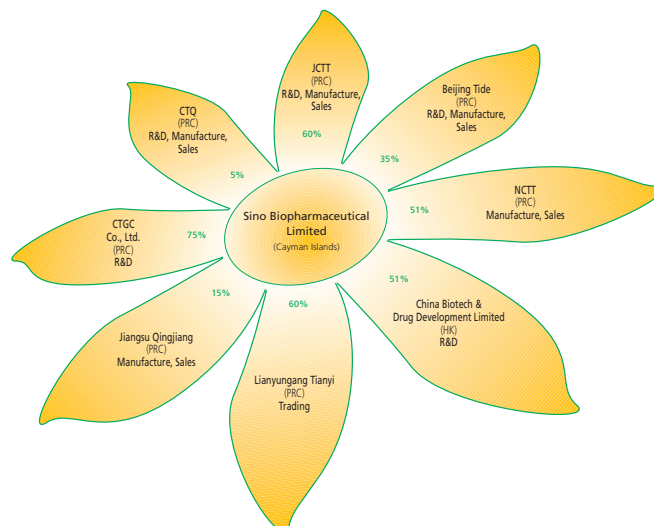 JCTT
(PRC)
R&D, Manufacture,
Sales
60%
Beijing Tide
(PRC)
R&D, Manufacture,
Sales
35%
CTQ
(PRC)
R&D, Manufacture,
Sales
5%
NCTT
(PRC)
Manufacture, Sales
51%
Sino Biopharmaceutical
Limited
(Cayman Islands)
CTGC
Co., Ltd.
(PRC)
R&D
75%
China Biotech &
Drug Development Limited
(HK)
R&D
51%
Jiangsu Qingjiang
(PRC)
Manufacture, Sales
15%
Lianyungang Tianyi
(PRC)
Trading
60%